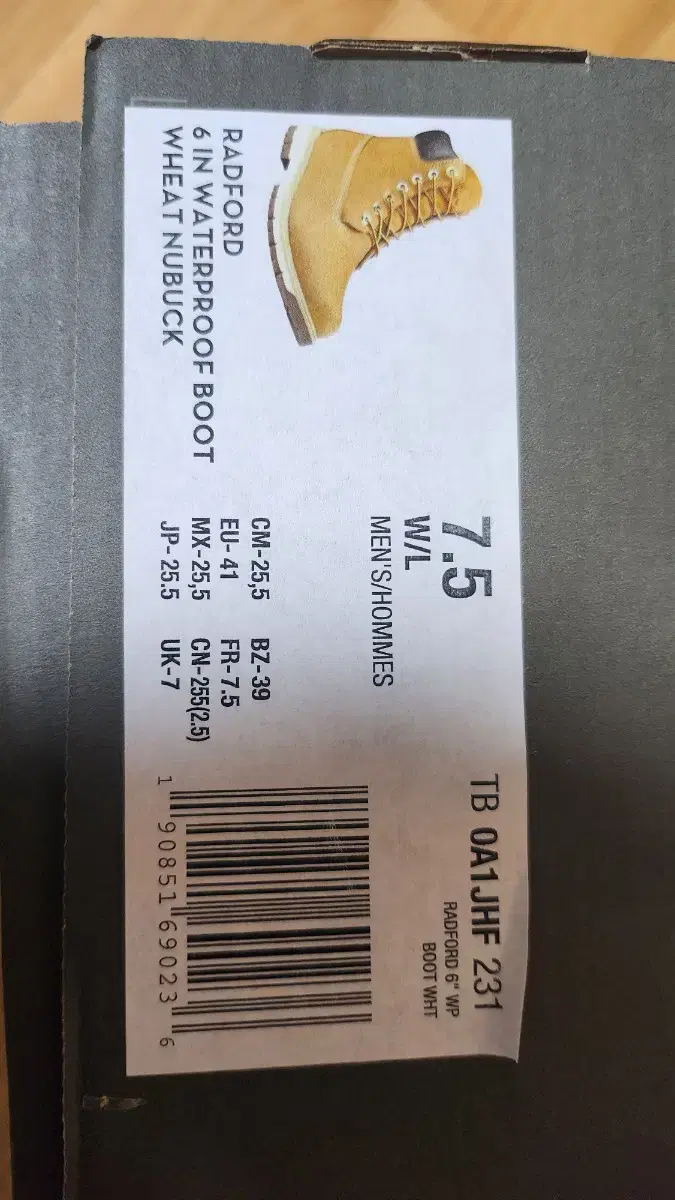 RADFORD
6 IN WATERPROOF BOOT
WHEAT NUBUCK
7.5
W/L
MEN'S/HOMMES
CM-25,5 BZ-39
EU-41 FR-7.5
MX-25,5 CN-255(2.5)
JP-25.5 UK-7
TB 0A1JHF 231
RADFORD 6" WP
BOOT WHT
1 90851 69023 6